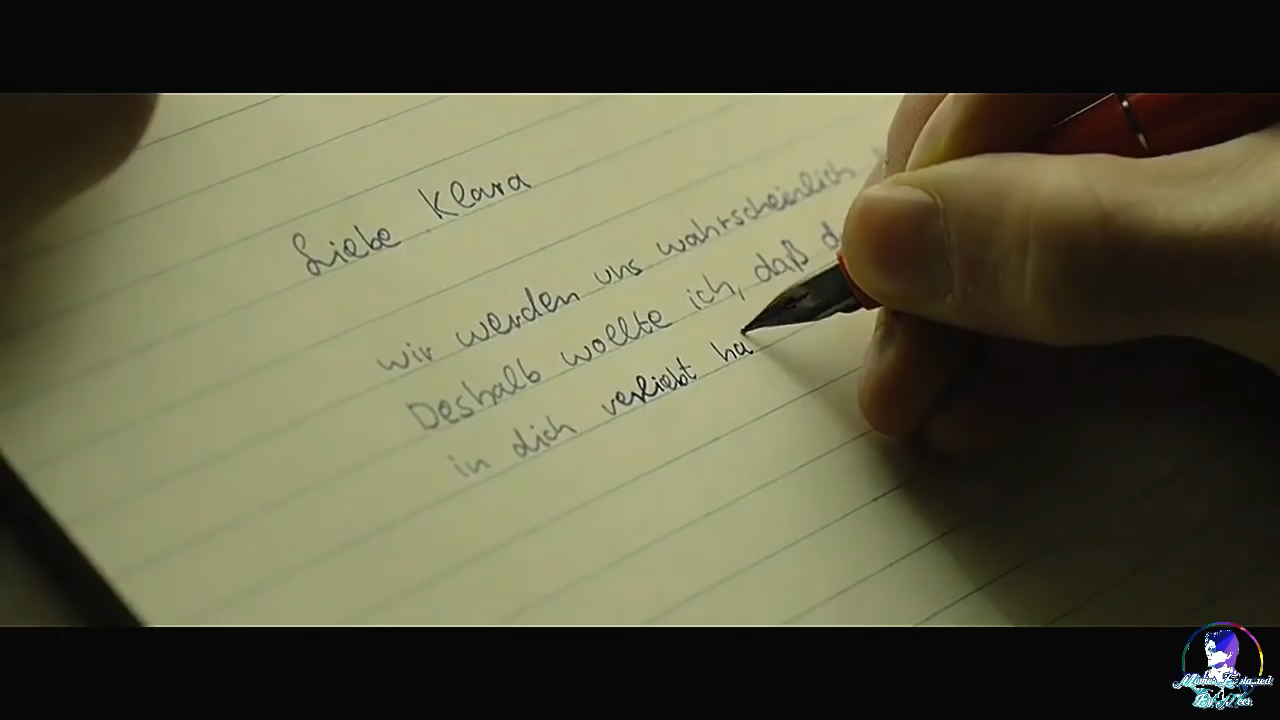 Liebe Klara
wir werden uns wahrscheinlich
Deshalb wollte ich, daß
in dich verliebt ha